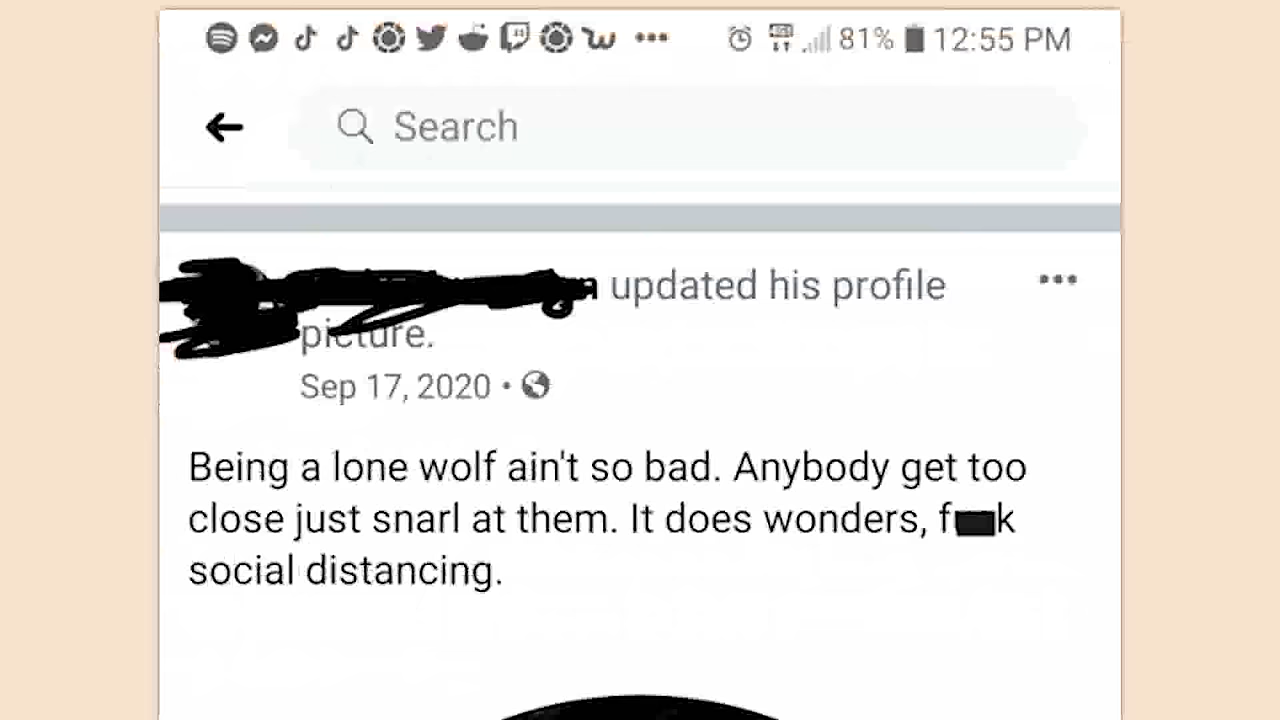 81% 12:55 PM
Search
updated his profile
picture.
Sep 17, 2020 •
Being a lone wolf ain't so bad. Anybody get too
close just snarl at them. It does wonders, f██k
social distancing.